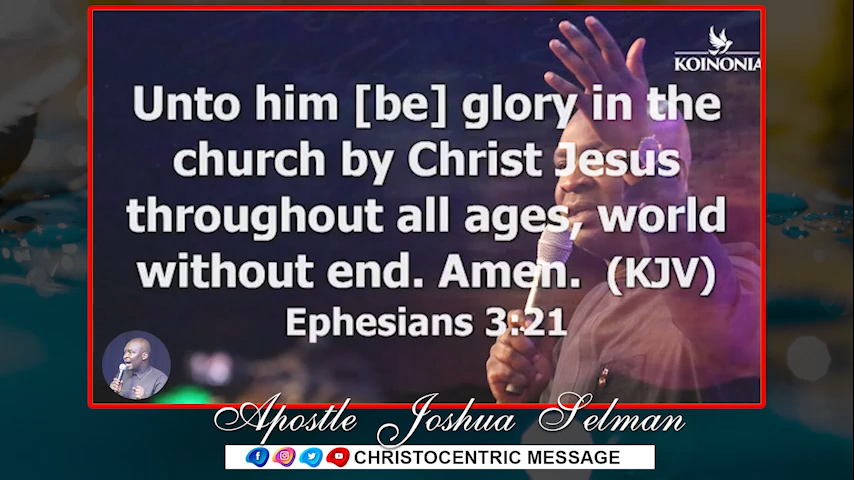 KOINONIA
Unto him [be] glory in the
church by Christ Jesus
throughout all ages, world
without end. Amen. (KJV)
Ephesians 3:21
Apostle Joshua Selman
CHRISTOCENTRIC MESSAGE